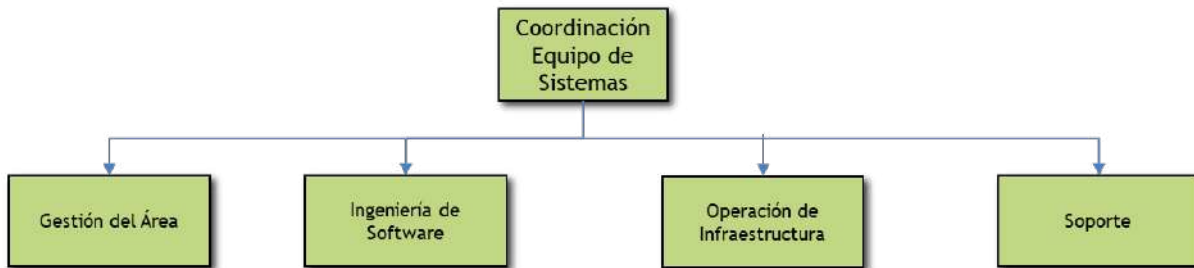 Coordinación
Equipo de
Sistemas
Gestión del Área
Ingeniería de
Software
Operación de
Infraestructura
Soporte